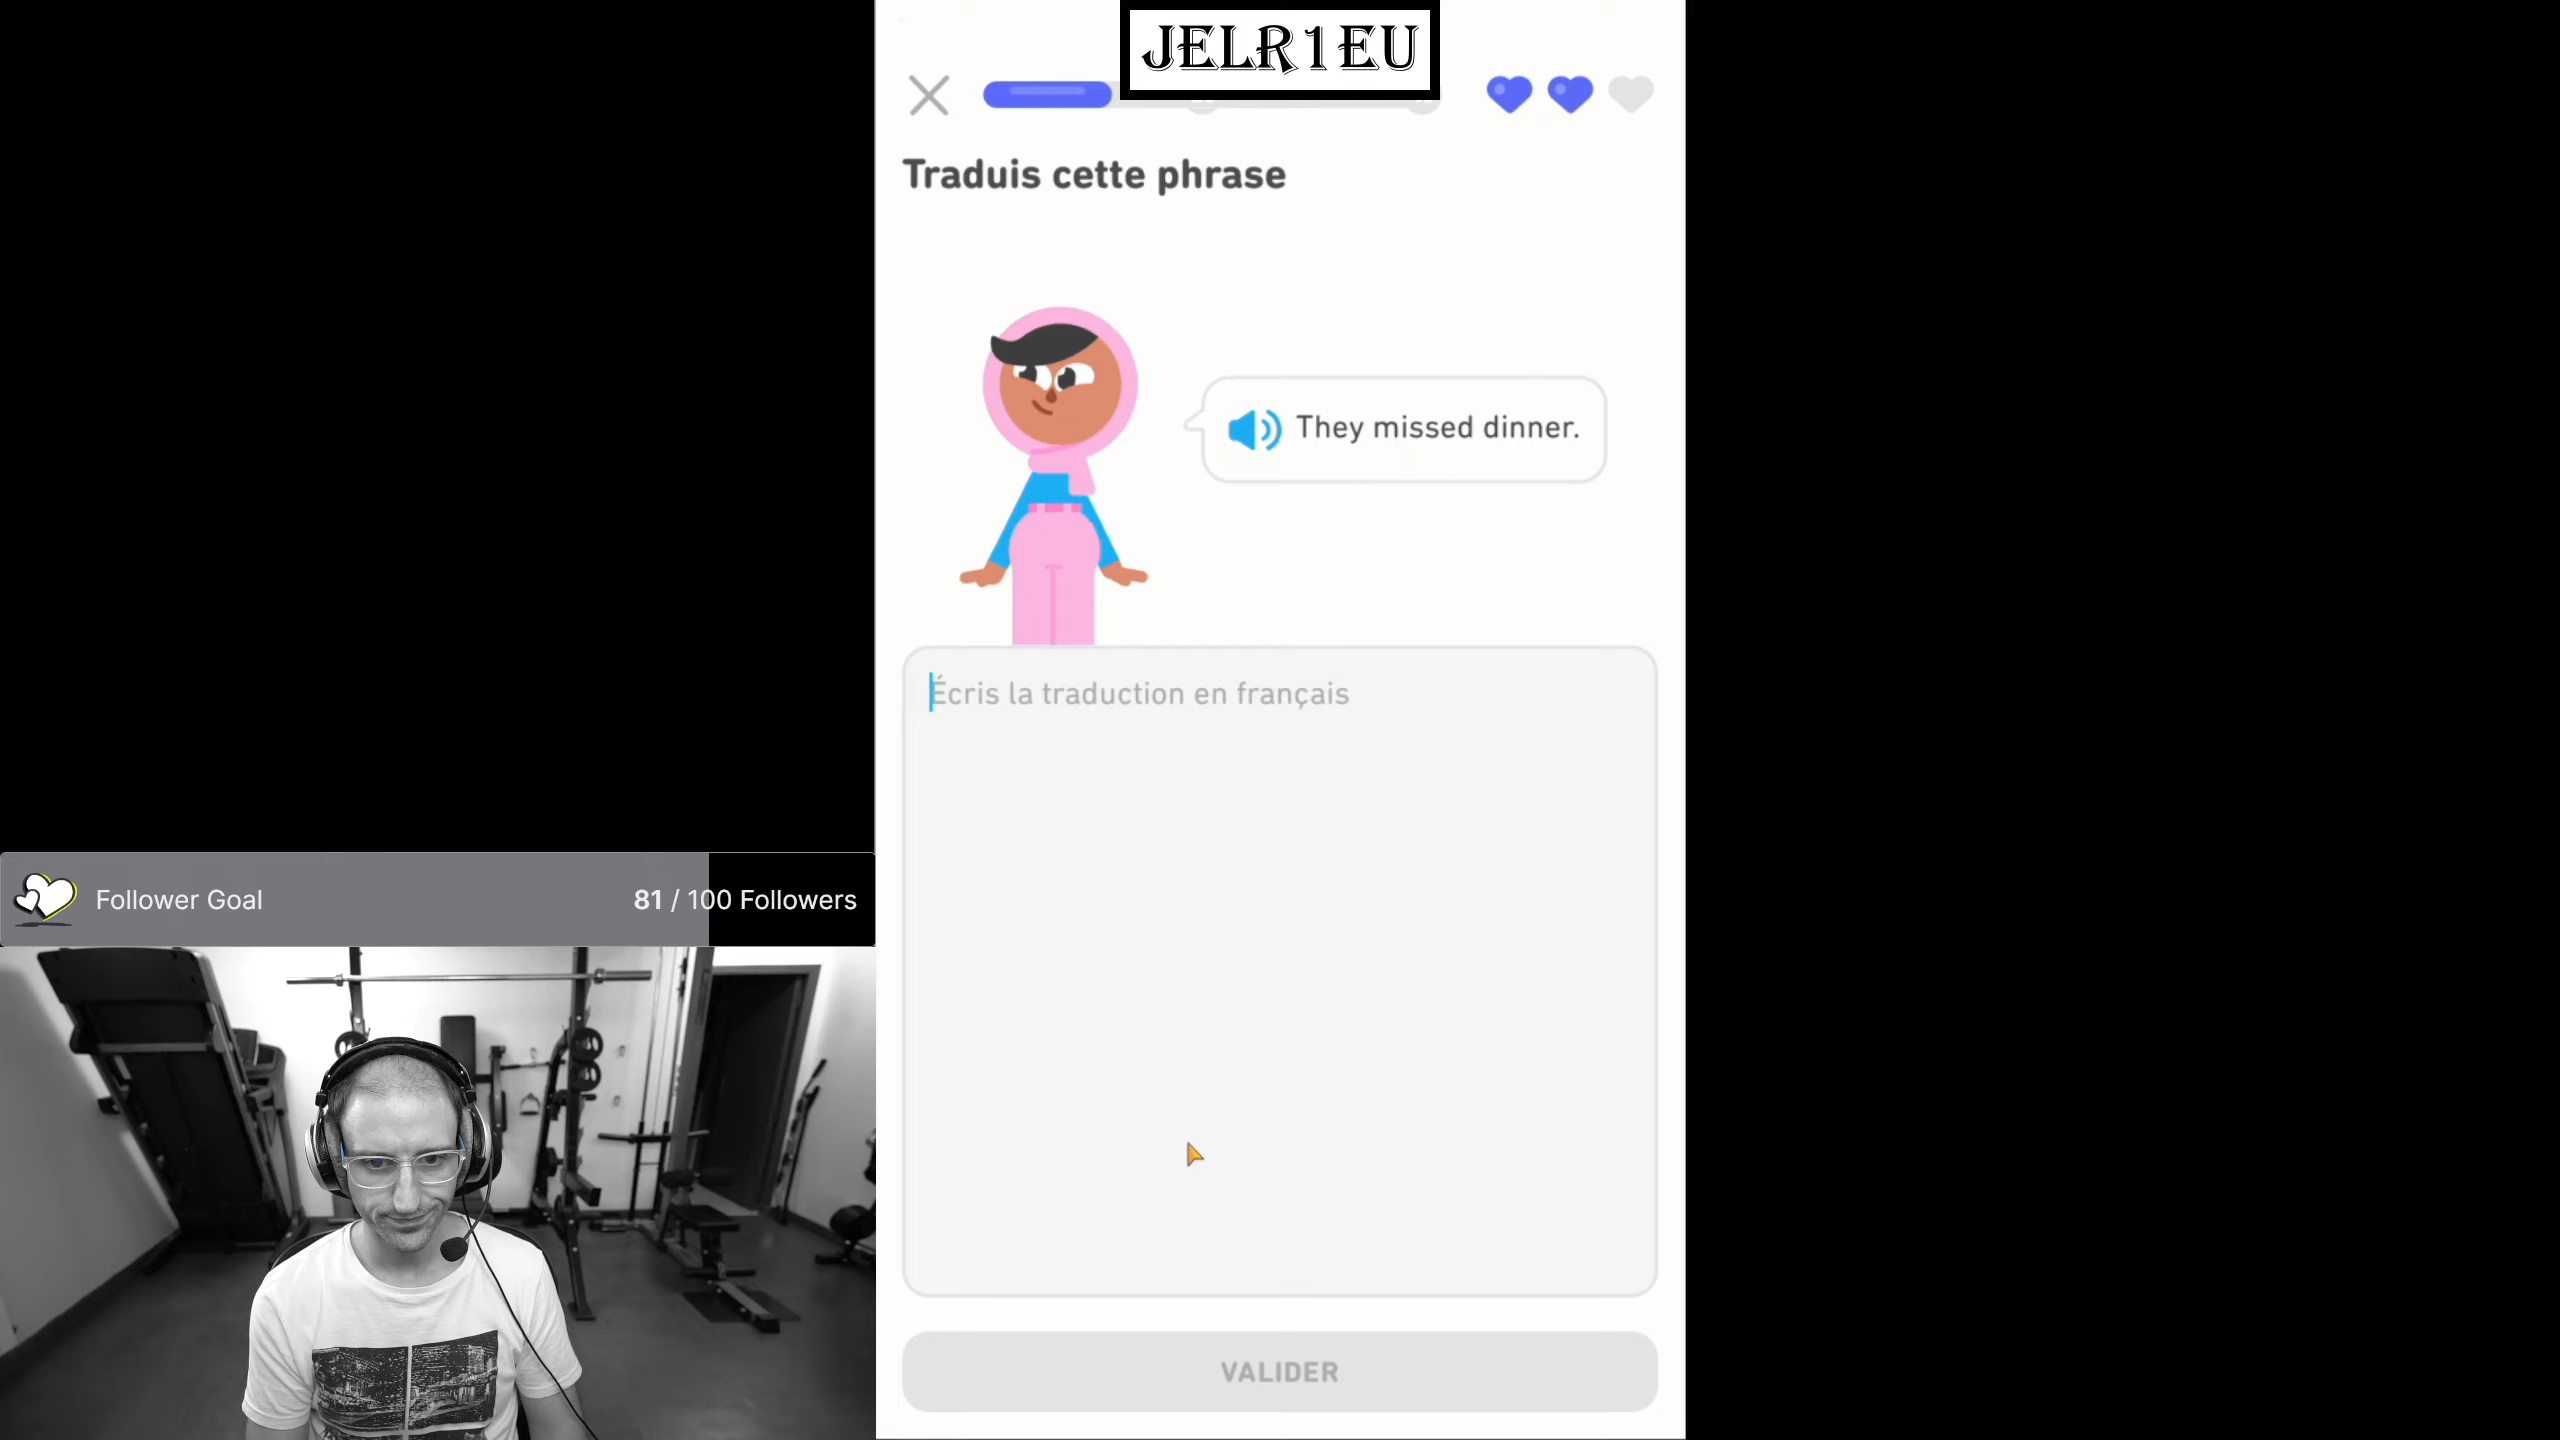 JELR1EU
Traduis cette phrase
They missed dinner.
Écris la traduction en français
Follower Goal
81 / 100 Followers
VALIDER